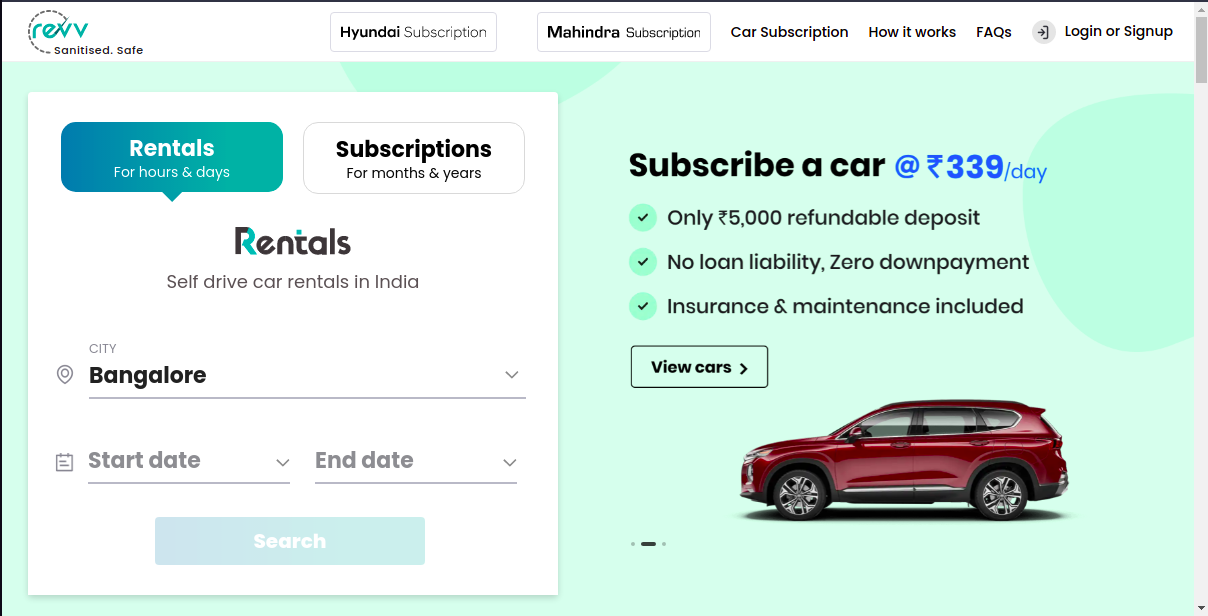 revv
Sanitised. Safe
Hyundai Subscription
Mahindra Subscription
Car Subscription
How it works
FAQs
Login or Signup
Rentals
For hours & days
Subscriptions
For months & years
Rentals
Self drive car rentals in India
CITY
Bangalore
Start date
End date
Search
Subscribe a car @ ₹339/day
Only ₹5,000 refundable deposit
No loan liability, Zero downpayment
Insurance & maintenance included
View cars